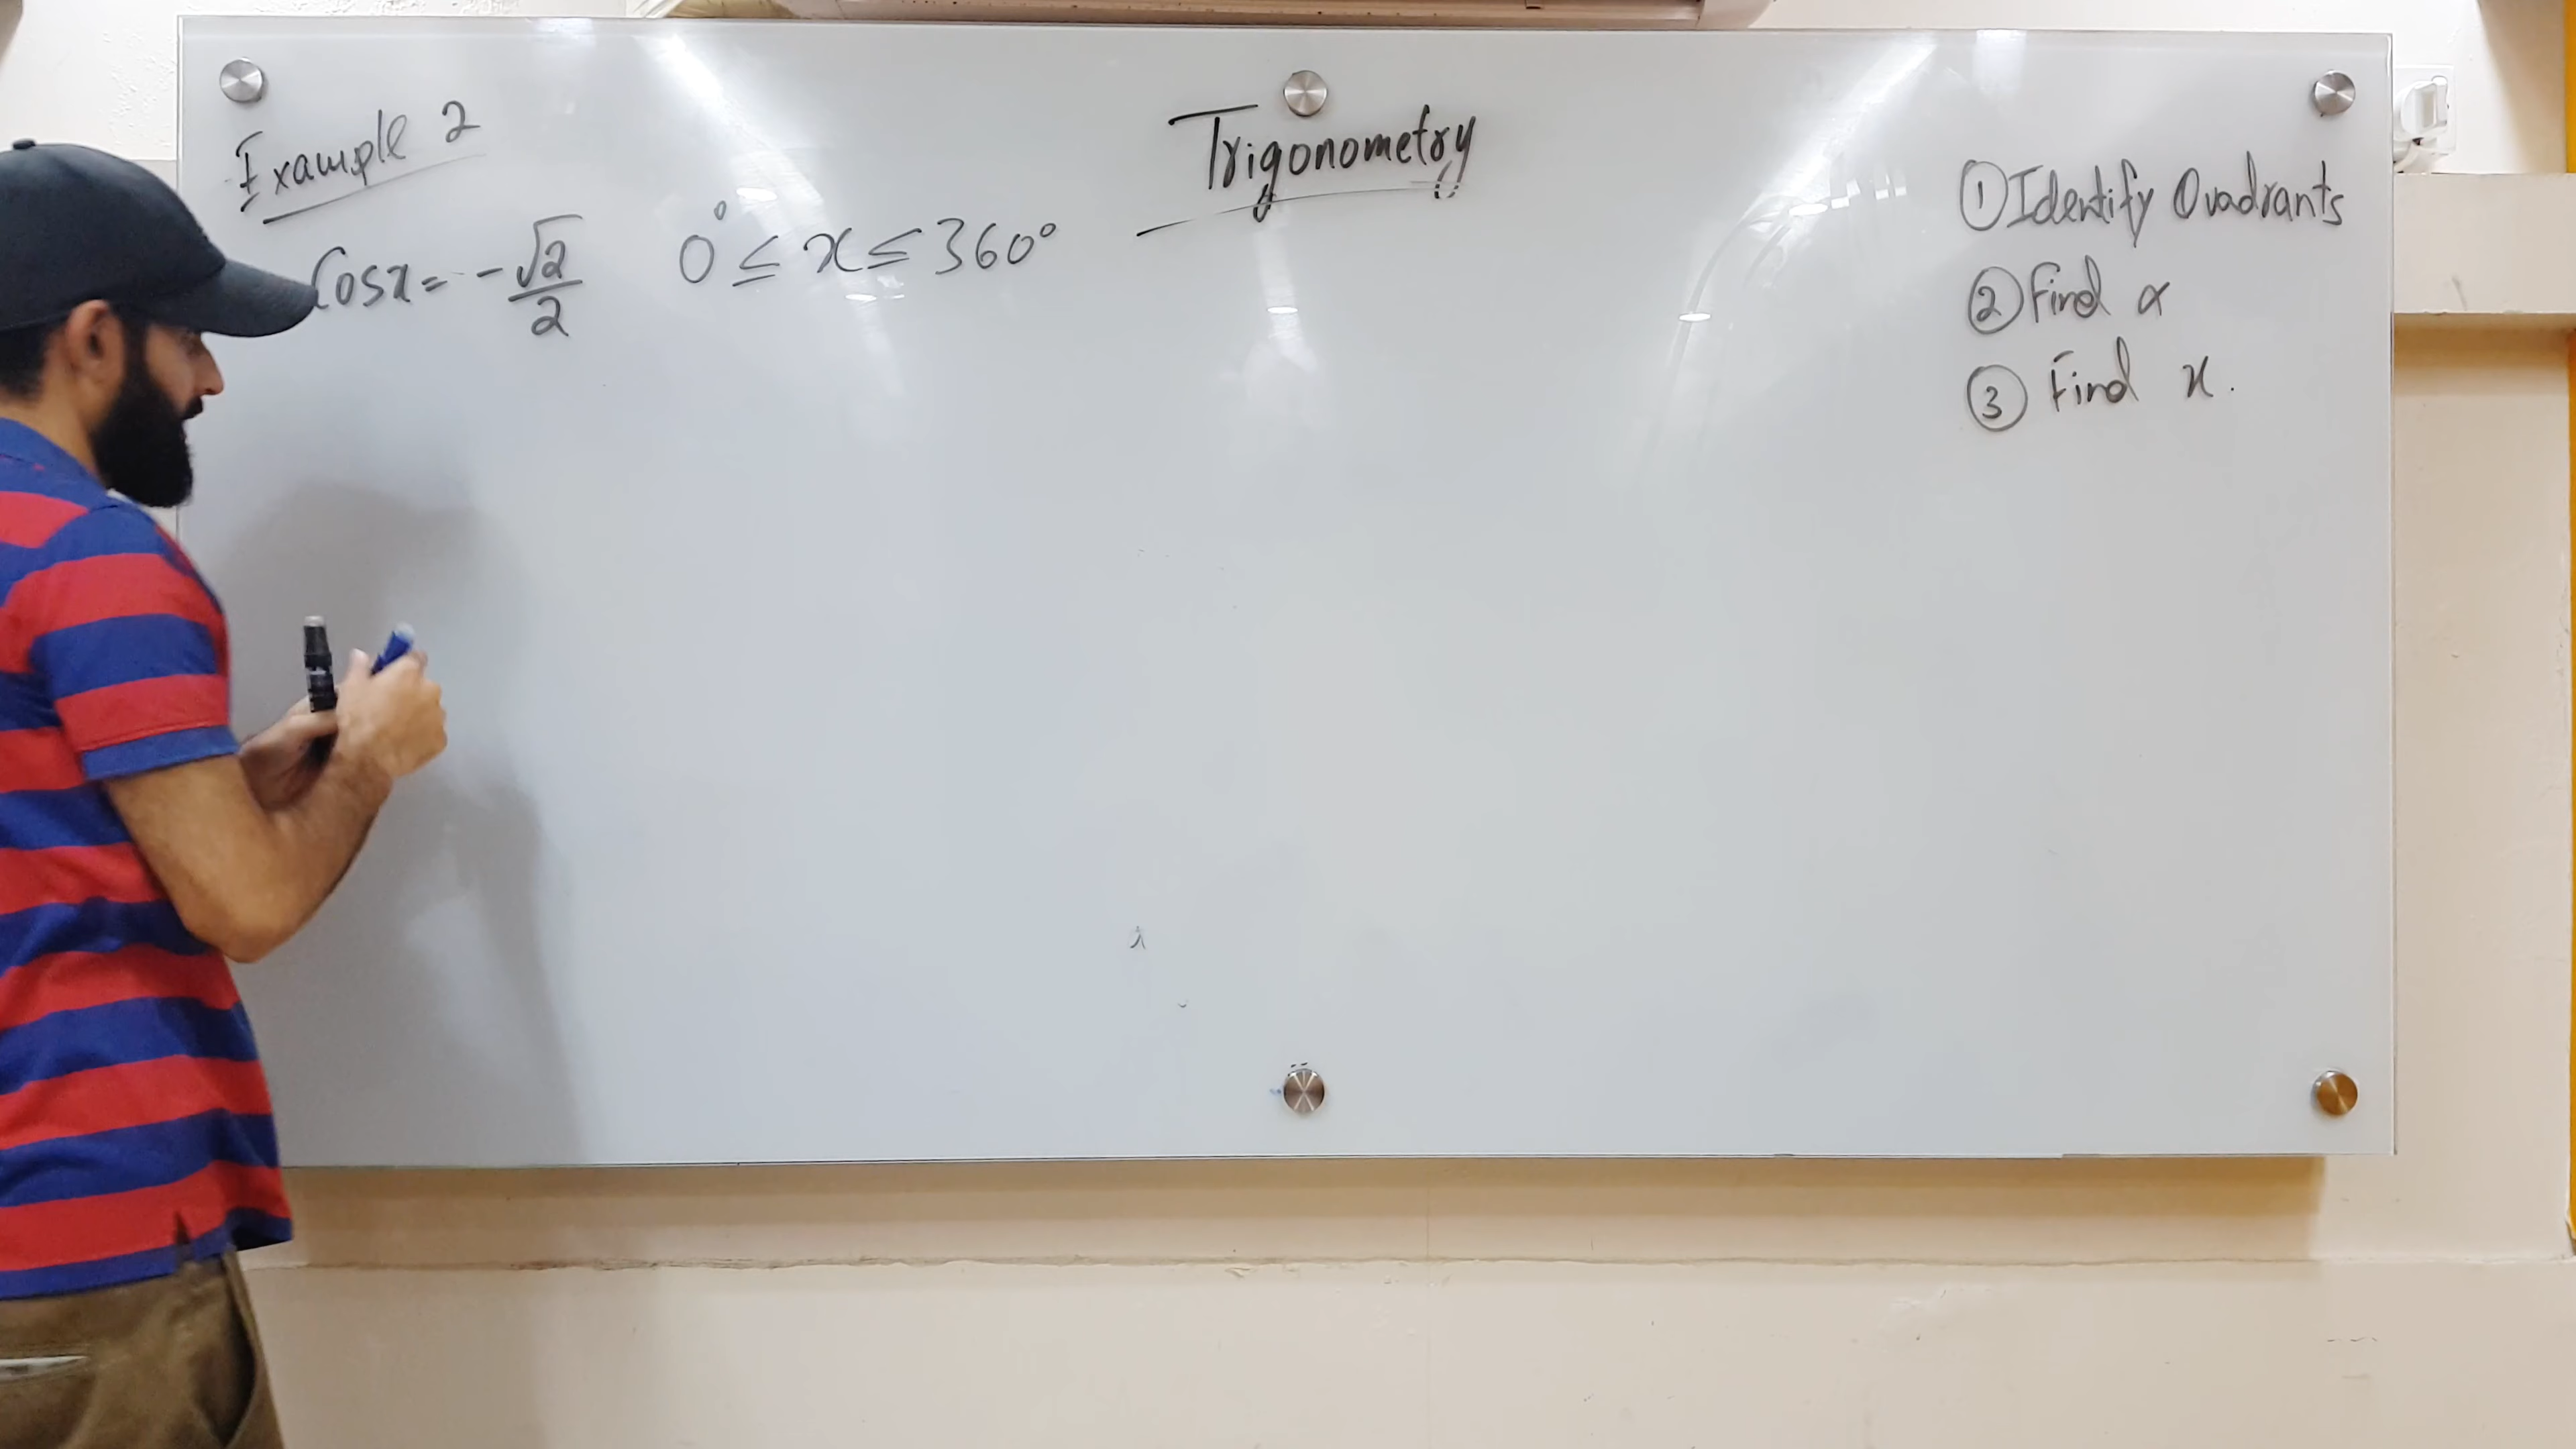 Example 2
Cosx = -√2/2 0° ≤ x ≤ 360°
Trigonometry
① Identify Quadrants
② Find α
③ Find x.